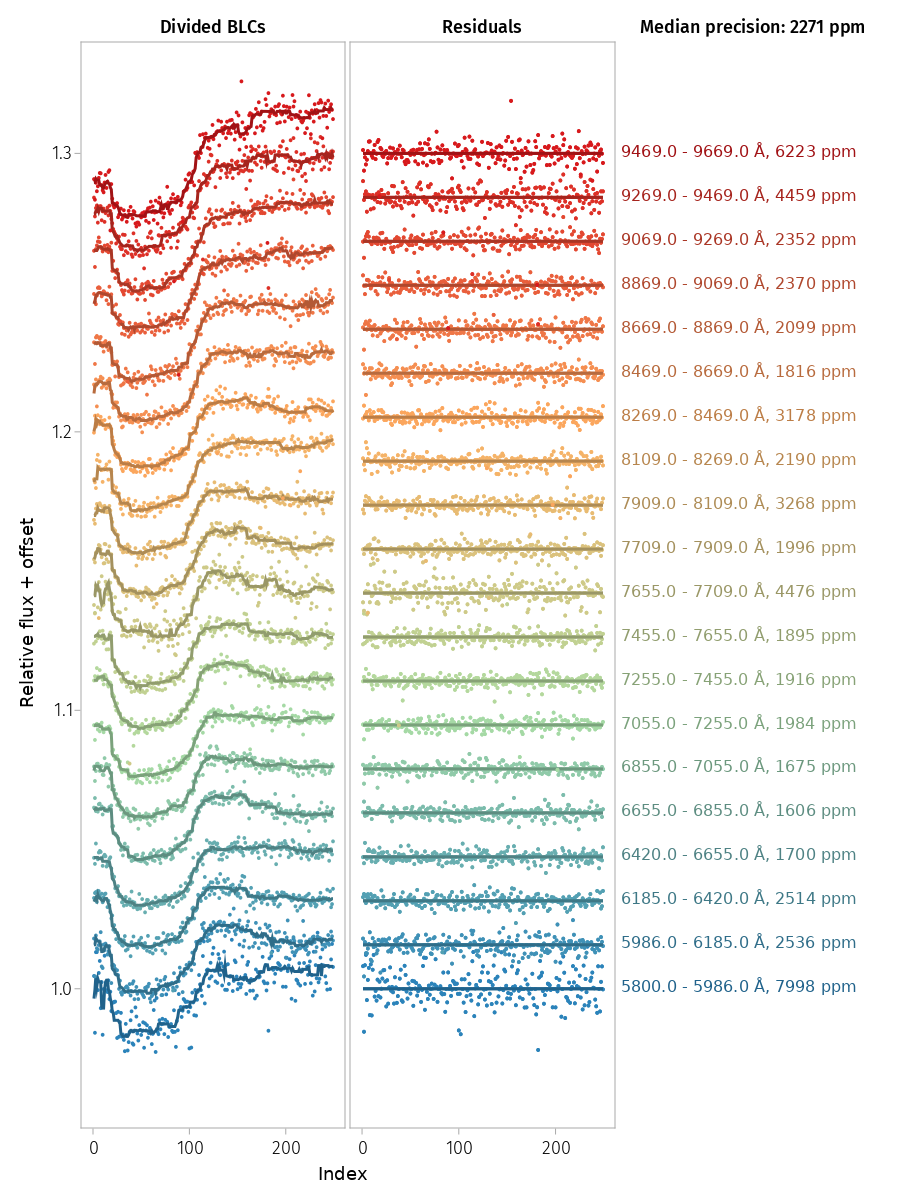 Divided BLCs
Residuals
Median precision: 2271 ppm
1.3
1.2
1.1
1.0
Relative flux + offset
9469.0 - 9669.0 Å, 6223 ppm
9269.0 - 9469.0 Å, 4459 ppm
9069.0 - 9269.0 Å, 2352 ppm
8869.0 - 9069.0 Å, 2370 ppm
8669.0 - 8869.0 Å, 2099 ppm
8469.0 - 8669.0 Å, 1816 ppm
8269.0 - 8469.0 Å, 3178 ppm
8109.0 - 8269.0 Å, 2190 ppm
7909.0 - 8109.0 Å, 3268 ppm
7709.0 - 7909.0 Å, 1996 ppm
7655.0 - 7709.0 Å, 4476 ppm
7455.0 - 7655.0 Å, 1895 ppm
7255.0 - 7455.0 Å, 1916 ppm
7055.0 - 7255.0 Å, 1984 ppm
6855.0 - 7055.0 Å, 1675 ppm
6655.0 - 6855.0 Å, 1606 ppm
6420.0 - 6655.0 Å, 1700 ppm
6185.0 - 6420.0 Å, 2514 ppm
5986.0 - 6185.0 Å, 2536 ppm
5800.0 - 5986.0 Å, 7998 ppm
0 100 200
0 100 200
Index